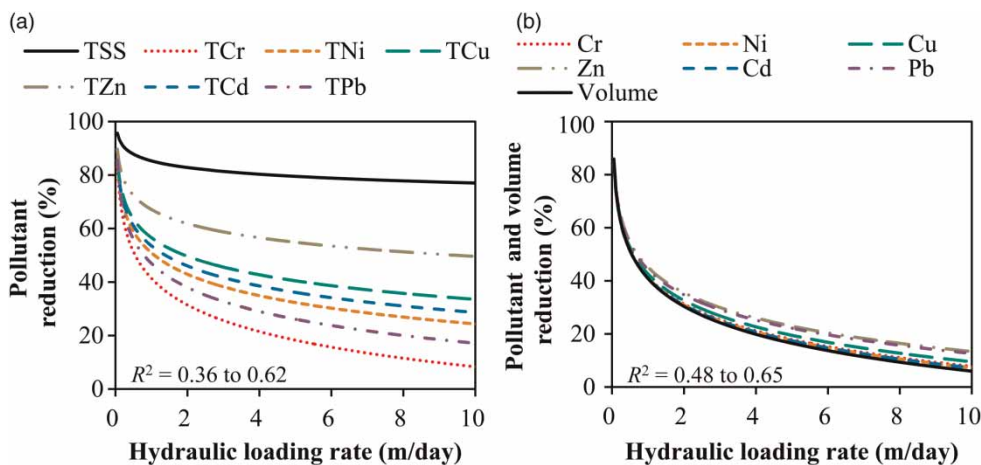 (a)
TSS TCr TNi TCu
TZn TCd TPb
100
80
60
40
20
0
Pollutant
reduction (%)
R² = 0.36 to 0.62
0 2 4 6 8 10
Hydraulic loading rate (m/day)
(b)
Cr Ni Cu
Zn Cd Pb
Volume
100
80
60
40
20
0
Pollutant and volume
reduction (%)
R² = 0.48 to 0.65
0 2 4 6 8 10
Hydraulic loading rate (m/day)